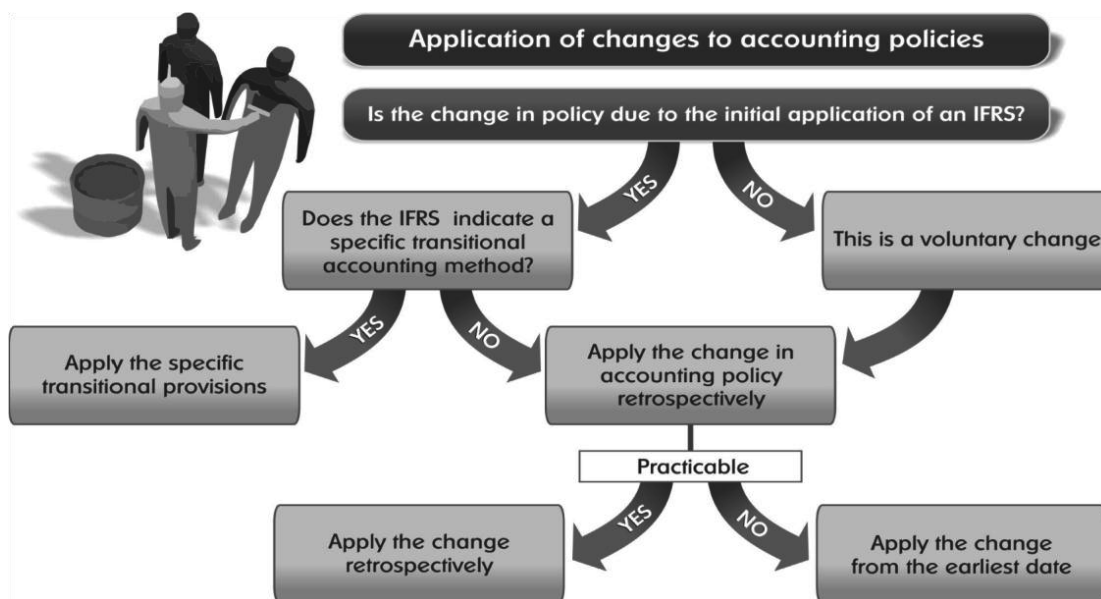 Application of changes to accounting policies
Is the change in policy due to the initial application of an IFRS?
YES
NO
Does the IFRS indicate a
specific transitional
accounting method?
This is a voluntary change
YES
NO
Apply the specific
transitional provisions
Apply the change in
accounting policy
retrospectively
Practicable
YES
NO
Apply the change
retrospectively
Apply the change
from the earliest date